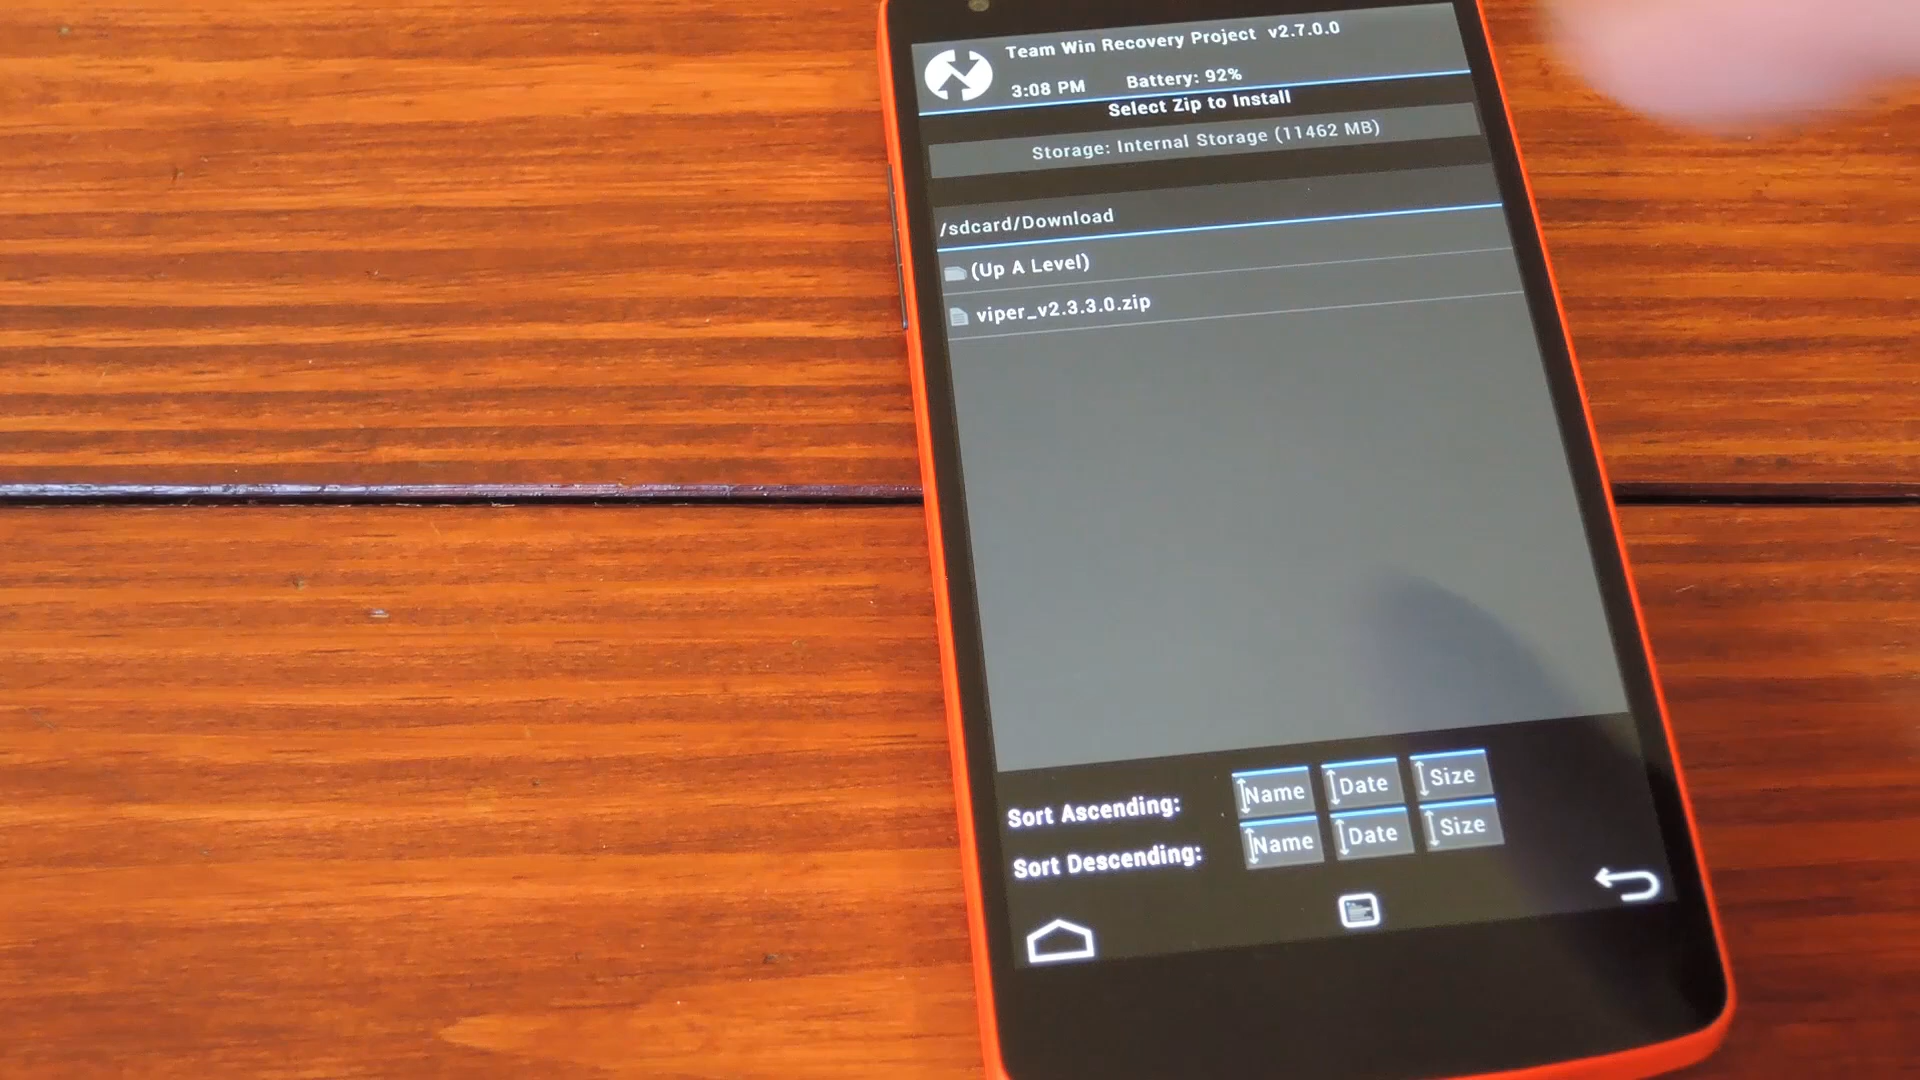 Team Win Recovery Project v2.7.0.0
3:08 PM Battery: 92%
Select Zip to Install
Storage: Internal Storage (11462 MB)
/sdcard/Download
(Up A Level)
viper_v2.3.3.0.zip
Sort Ascending: Name Date Size
Sort Descending: Name Date Size